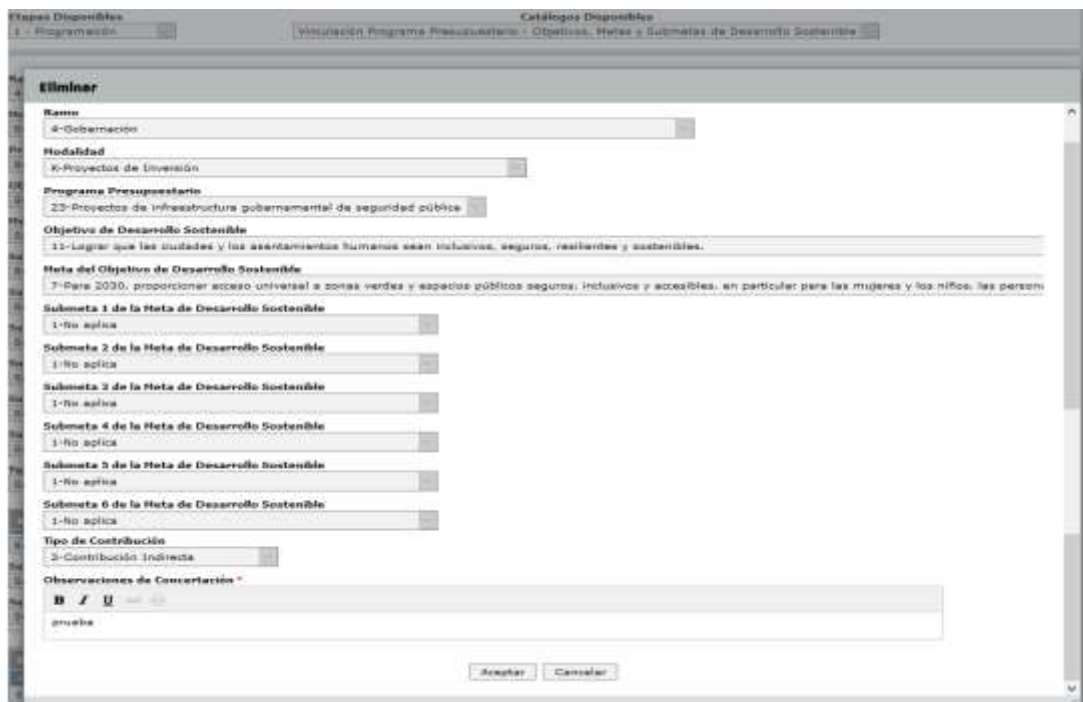 Etapas Disponibles
Catálogos Disponibles
1 - Programación
Vinculación Programa Presupuestario - Objetivos, Metas y Submetas de Desarrollo Sostenible
Eliminar
Ramo
4-Gobernación
Modalidad
K-Proyectos de Inversión
Programa Presupuestario
23-Proyectos de infraestructura gubernamental de seguridad pública
Objetivo de Desarrollo Sostenible
11-Lograr que las ciudades y los asentamientos humanos sean inclusivos, seguros, resilientes y sostenibles.
Meta del Objetivo de Desarrollo Sostenible
7-Para 2030, proporcionar acceso universal a zonas verdes y espacios públicos seguros, inclusivos y accesibles, en particular para las mujeres y los niños, las person
Submeta 1 de la Meta de Desarrollo Sostenible
1-No aplica
Submeta 2 de la Meta de Desarrollo Sostenible
1-No aplica
Submeta 3 de la Meta de Desarrollo Sostenible
1-No aplica
Submeta 4 de la Meta de Desarrollo Sostenible
1-No aplica
Submeta 5 de la Meta de Desarrollo Sostenible
1-No aplica
Submeta 6 de la Meta de Desarrollo Sostenible
1-No aplica
Tipo de Contribución
2-Contribución Indirecta
Observaciones de Concertación *
B I U
prueba
Aceptar Cancelar